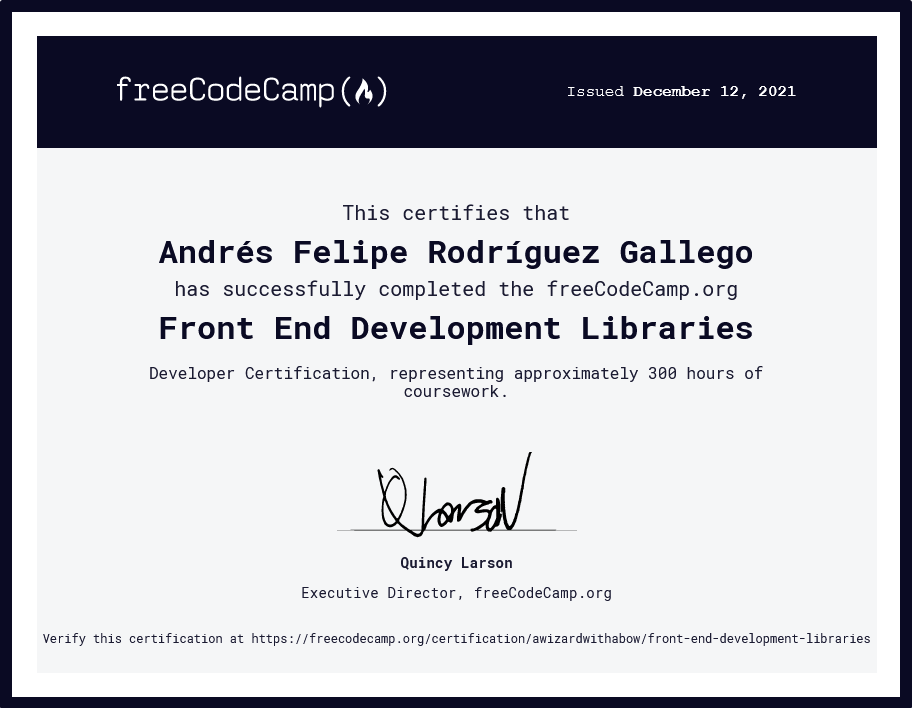 freeCodeCamp(🔥)
Issued December 12, 2021
This certifies that
Andrés Felipe Rodríguez Gallego
has successfully completed the freeCodeCamp.org
Front End Development Libraries
Developer Certification, representing approximately 300 hours of
coursework.
Quincy Larson
Executive Director, freeCodeCamp.org
Verify this certification at https://freecodecamp.org/certification/awizardwithabow/front-end-development-libraries